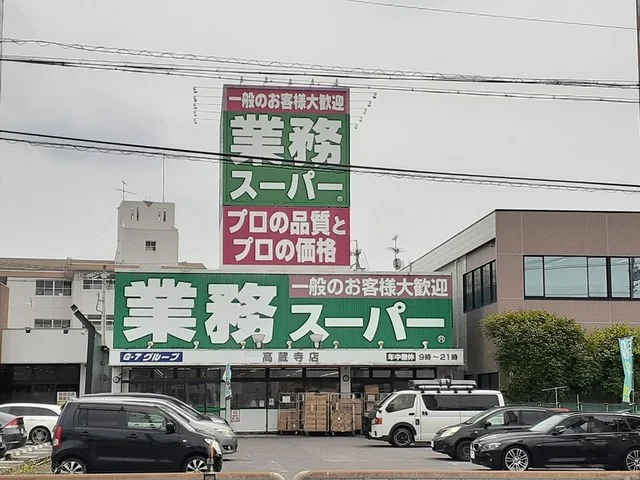 一般のお客様大歓迎
業務
スーパー®
プロの品質と
プロの価格
業務スーパー®
一般のお客様大歓迎
G-7グループ
高蔵寺店
年中無休 9時~21時